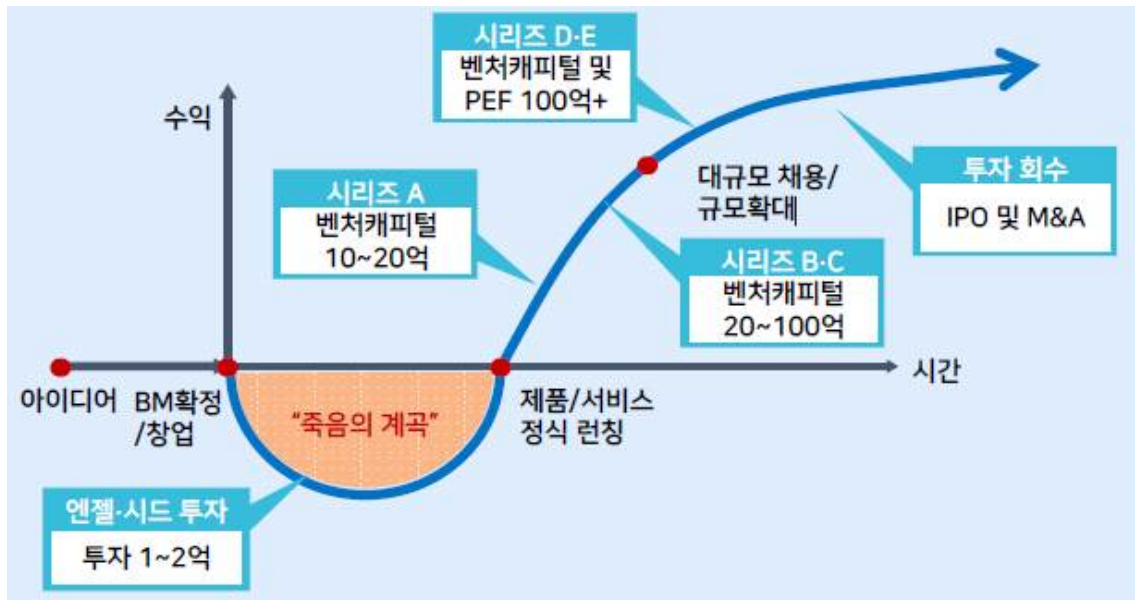 시리즈 D·E
벤처캐피털 및
PEF 100억+
수익
시리즈 A
벤처캐피털
10~20억
대규모 채용/
규모확대
투자 회수
IPO 및 M&A
시리즈 B·C
벤처캐피털
20~100억
시간
아이디어
BM확정
/창업
"죽음의 계곡"
제품/서비스
정식 런칭
엔젤·시드 투자
투자 1~2억